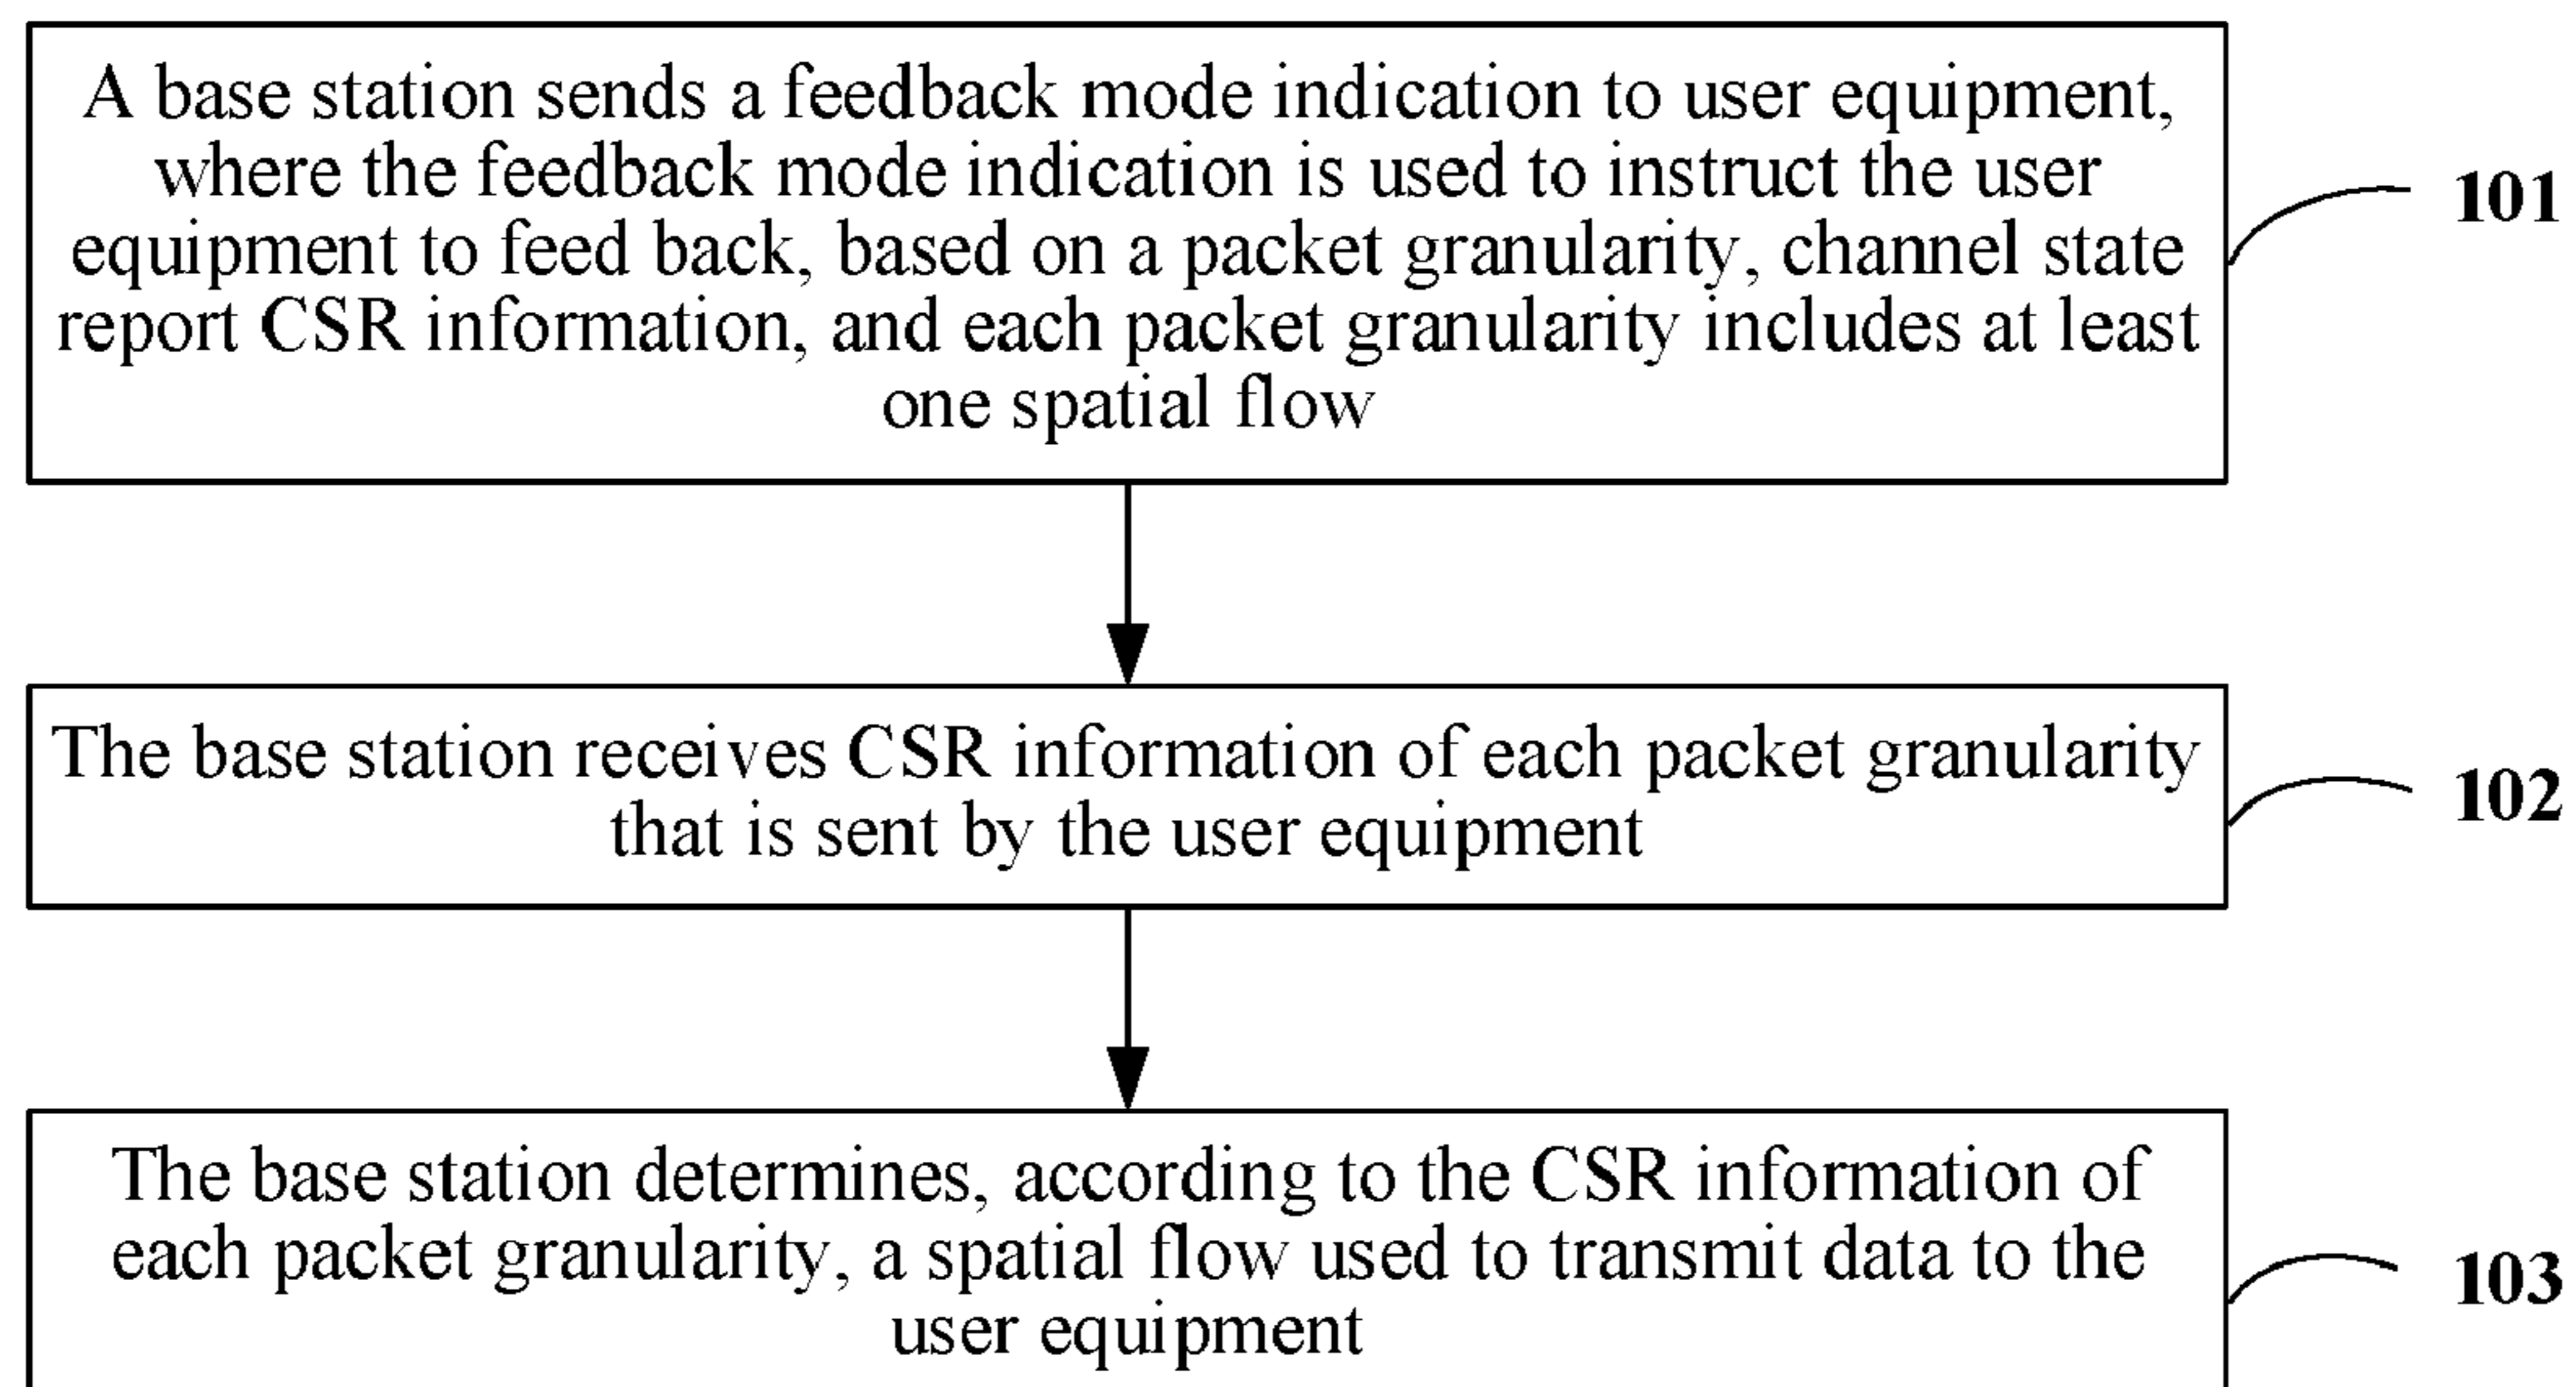 A base station sends a feedback mode indication to user equipment,
where the feedback mode indication is used to instruct the user
equipment to feed back, based on a packet granularity, channel state
report CSR information, and each packet granularity includes at least
one spatial flow
101
The base station receives CSR information of each packet granularity
that is sent by the user equipment
102
The base station determines, according to the CSR information of
each packet granularity, a spatial flow used to transmit data to the
user equipment
103